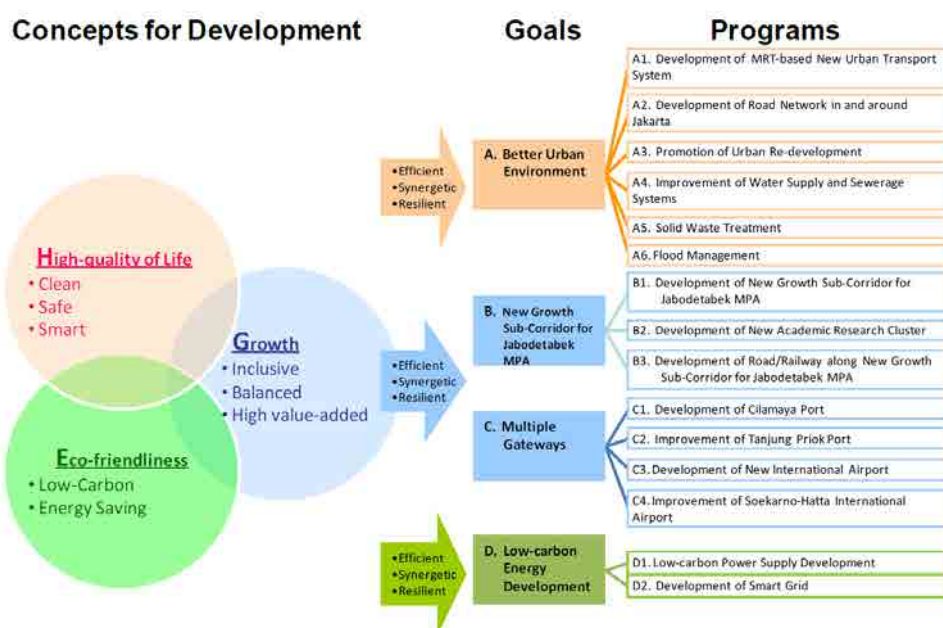 Concepts for Development
Goals
Programs
High-quality of Life
• Clean
• Safe
• Smart
Growth
• Inclusive
• Balanced
• High value-added
Eco-friendliness
• Low-Carbon
• Energy Saving
•Efficient
•Synergetic
•Resilient
A. Better Urban
Environment
A1. Development of MRT-based New Urban Transport
System
A2. Development of Road Network in and around
Jakarta
A3. Promotion of Urban Re-development
A4. Improvement of Water Supply and Sewerage
Systems
A5. Solid Waste Treatment
A6. Flood Management
•Efficient
•Synergetic
•Resilient
B. New Growth
Sub-Corridor for
Jabodetabek
MPA
B1. Development of New Growth Sub-Corridor for
Jabodetabek MPA
B2. Development of New Academic Research Cluster
B3. Development of Road/Railway along New Growth
Sub-Corridor for Jabodetabek MPA
C. Multiple
Gateways
C1. Development of Cilamaya Port
C2. Improvement of Tanjung Priok Port
C3. Development of New International Airport
C4. Improvement of Soekarno-Hatta International
Airport
•Efficient
•Synergetic
•Resilient
D. Low-carbon
Energy
Development
D1. Low-carbon Power Supply Development
D2. Development of Smart Grid